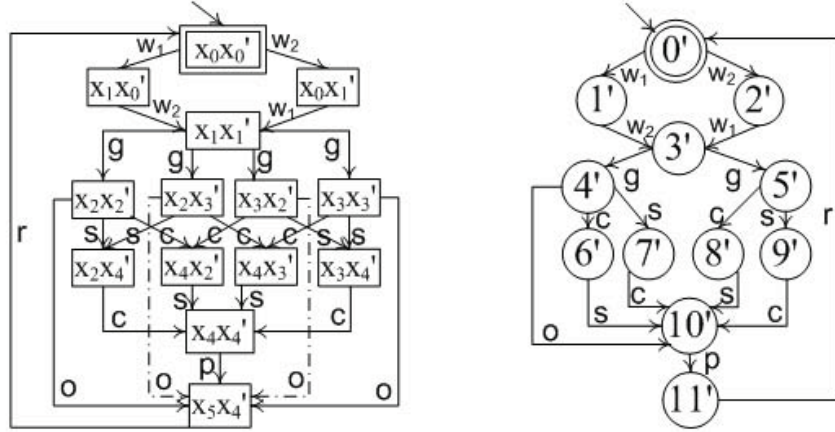 x₀x₀' 0'
w₁ w₂ w₁ w₂
x₁x₀' x₀x₁' 1' 2'
w₂ w₁ w₂ w₁
x₁x₁' 3'
g g g g g g
x₂x₂' x₂x₃' x₃x₂' x₃x₃' 4' 5'
r r
s s c c c s s c s c s
x₂x₄' x₄x₂' x₄x₃' x₃x₄' 6' 7' 8' 9'
s s c s
c c s c
x₄x₄' 10'
o
p p
o o o o
x₅x₄' 11'